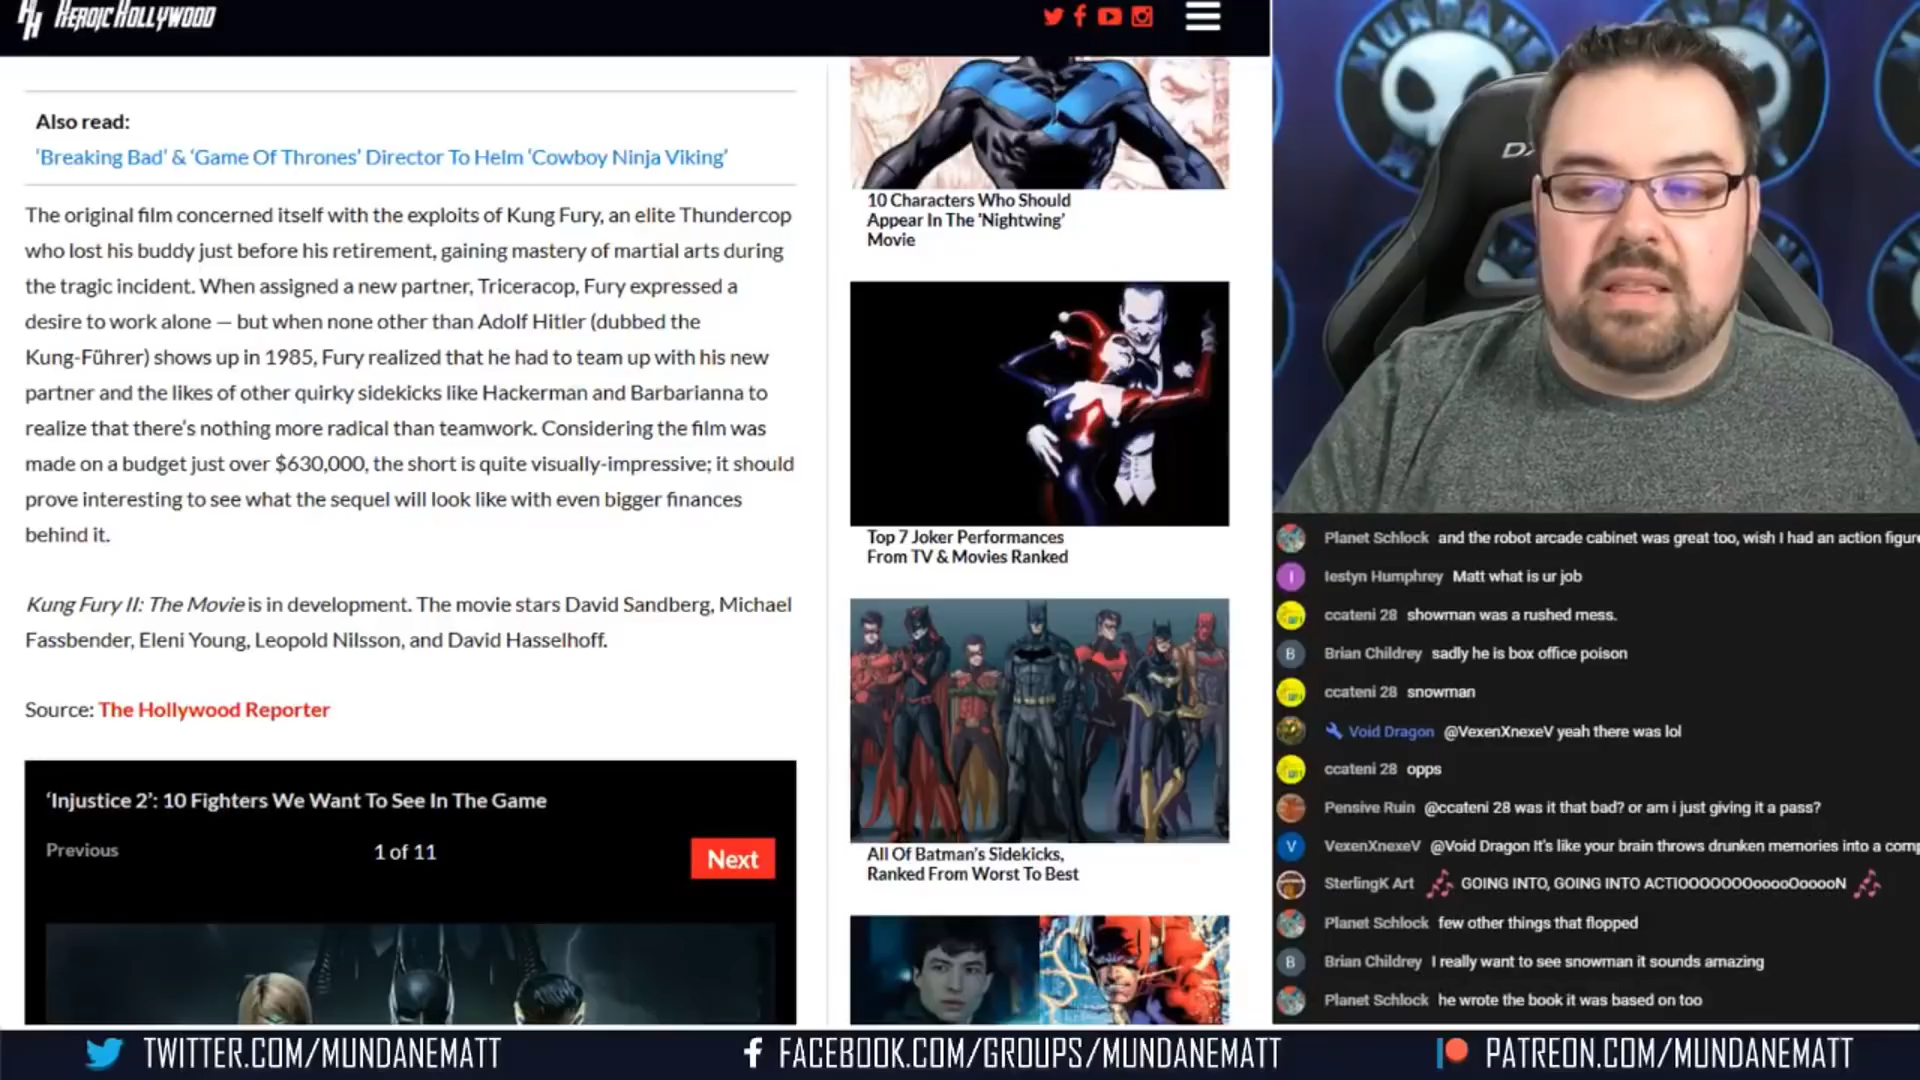 HH HEROIC HOLLYWOOD
Also read:
‘Breaking Bad’ & ‘Game Of Thrones’ Director To Helm ‘Cowboy Ninja Viking’
The original film concerned itself with the exploits of Kung Fury, an elite Thundercop
who lost his buddy just before his retirement, gaining mastery of martial arts during
the tragic incident. When assigned a new partner, Triceracop, Fury expressed a
desire to work alone — but when none other than Adolf Hitler (dubbed the
Kung-Führer) shows up in 1985, Fury realized that he had to team up with his new
partner and the likes of other quirky sidekicks like Hackerman and Barbarianna to
realize that there’s nothing more radical than teamwork. Considering the film was
made on a budget just over $630,000, the short is quite visually-impressive; it should
prove interesting to see what the sequel will look like with even bigger finances
behind it.
Kung Fury II: The Movie is in development. The movie stars David Sandberg, Michael
Fassbender, Eleni Young, Leopold Nilsson, and David Hasselhoff.
Source: The Hollywood Reporter
‘Injustice 2’: 10 Fighters We Want To See In The Game
Previous
1 of 11
Next
10 Characters Who Should
Appear In The ‘Nightwing’
Movie
Top 7 Joker Performances
From TV & Movies Ranked
All Of Batman’s Sidekicks,
Ranked From Worst To Best
MUNDANE
DX
Planet Schlock and the robot arcade cabinet was great too, wish I had an action figure
I Iestyn Humphrey Matt what is ur job
ccateni 28 showman was a rushed mess.
B Brian Childrey sadly he is box office poison
ccateni 28 snowman
Void Dragon @VexenXnexeV yeah there was lol
ccateni 28 opps
Pensive Ruin @ccateni 28 was it that bad? or am i just giving it a pass?
V VexenXnexeV @Void Dragon It's like your brain throws drunken memories into a comp
SterlingK Art GOING INTO, GOING INTO ACTIOOOOOOOooooOooooN
Planet Schlock few other things that flopped
B Brian Childrey I really want to see snowman it sounds amazing
Planet Schlock he wrote the book it was based on too
TWITTER.COM/MUNDANEMATT
FACEBOOK.COM/GROUPS/MUNDANEMATT
PATREON.COM/MUNDANEMATT